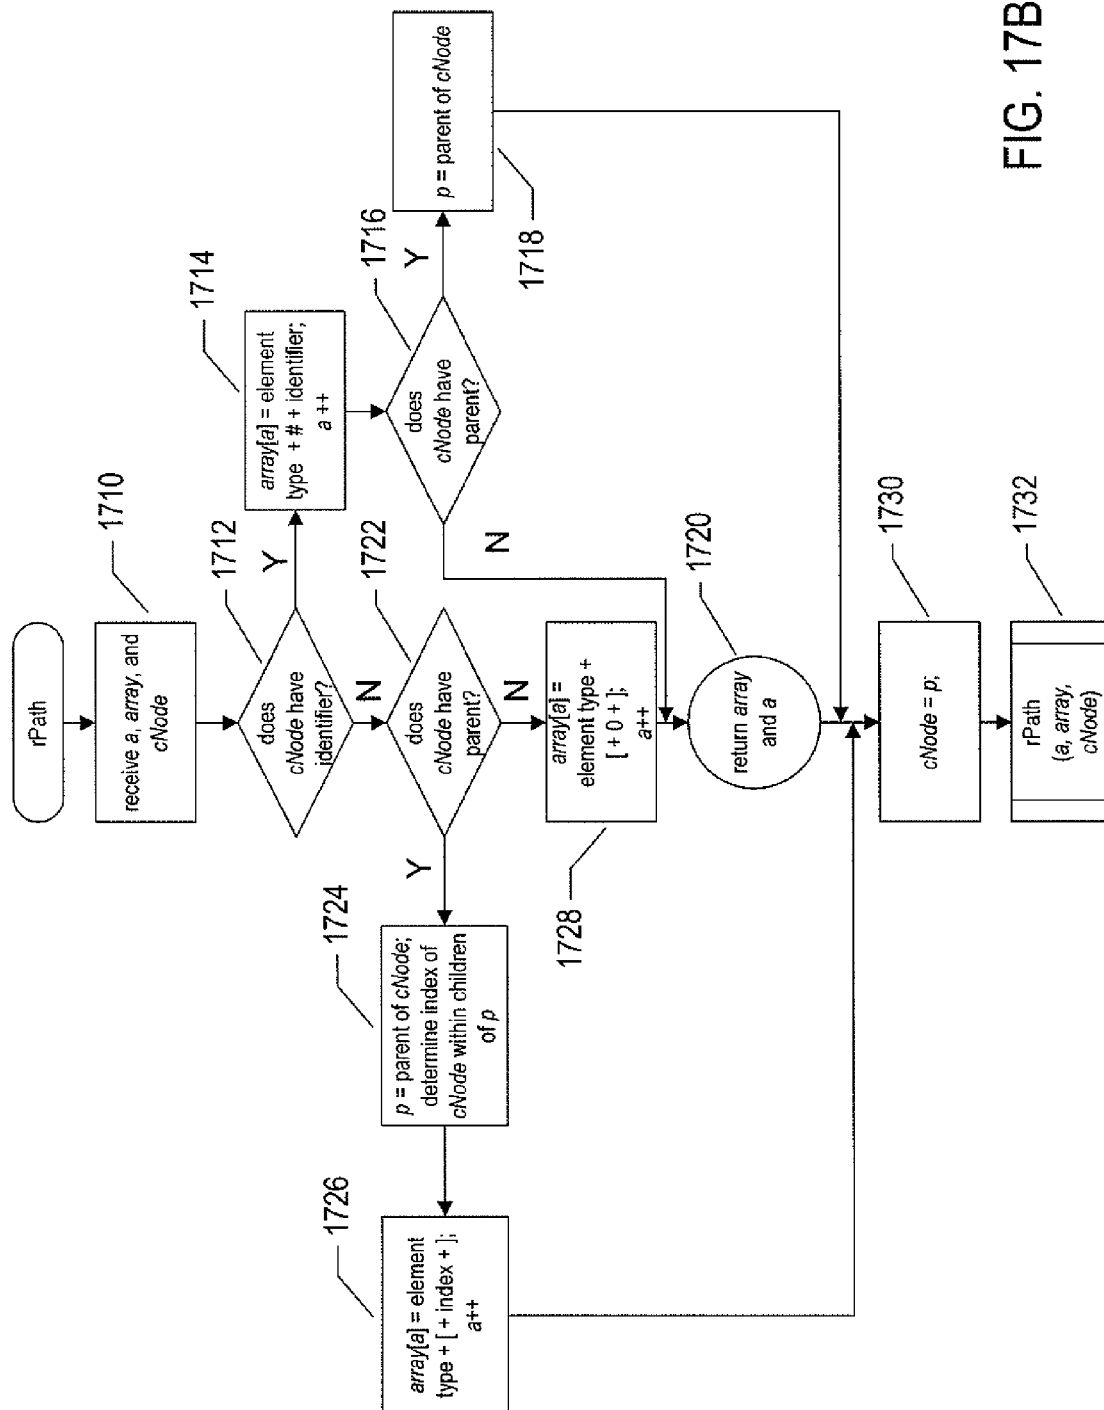 rPath
receive a, array, and
cNode
1710
does
cNode have
identifier?
1712
Y
N
array[a] = element
type + # + identifier;
a ++
1714
does
cNode have
parent?
1716
Y
N
p = parent of cNode
1718
does
cNode have
parent?
1722
Y
N
p = parent of cNode;
determine index of
cNode within children
of p
1724
array[a] = element
type + [ + index + ];
a++
1726
array[a] =
element type +
[ + 0 + ];
a++
1728
return array
and a
1720
cNode = p;
1730
rPath
(a, array,
cNode)
1732
FIG. 17B